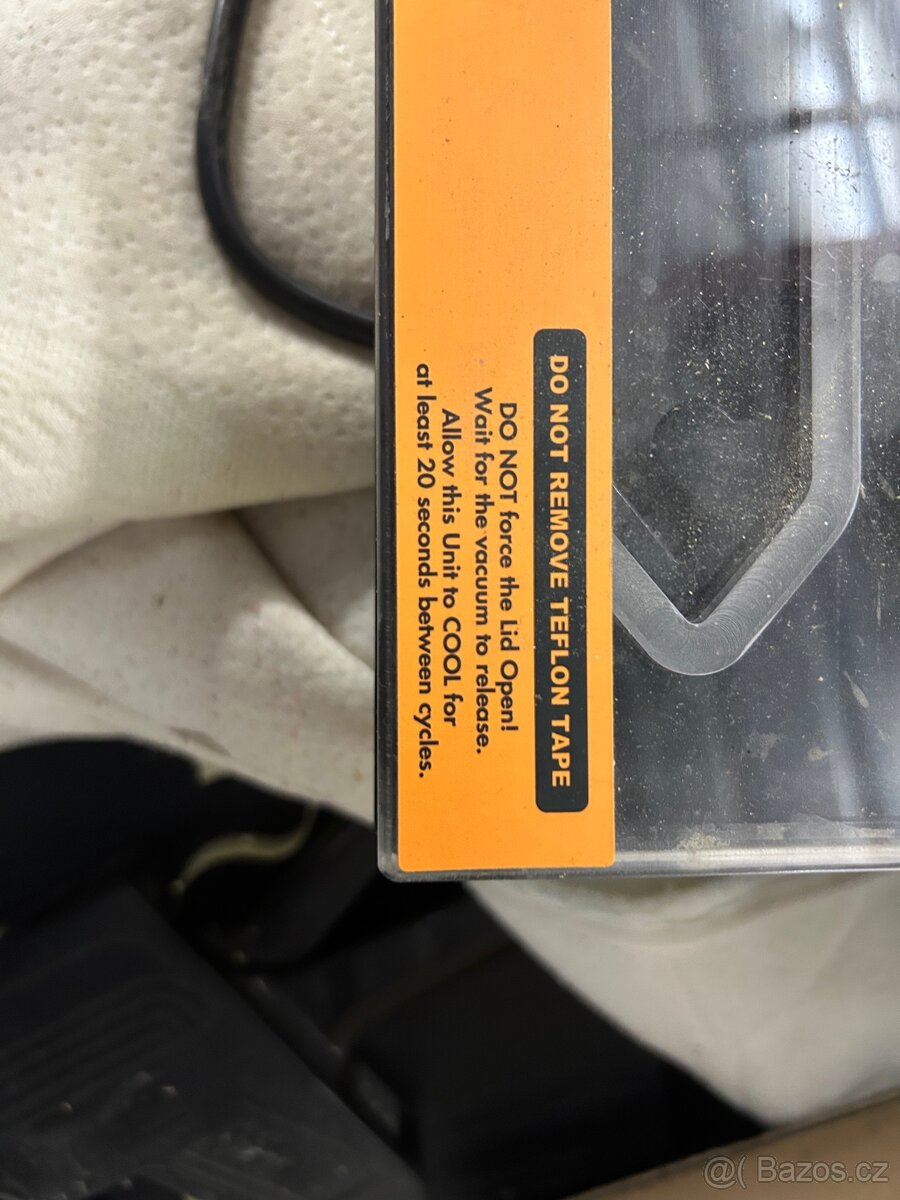 DO NOT REMOVE TEFLON TAPE
DO NOT force the Lid Open!
Wait for the vacuum to release.
Allow this Unit to COOL for
at least 20 seconds between cycles.
@( Bazos.cz